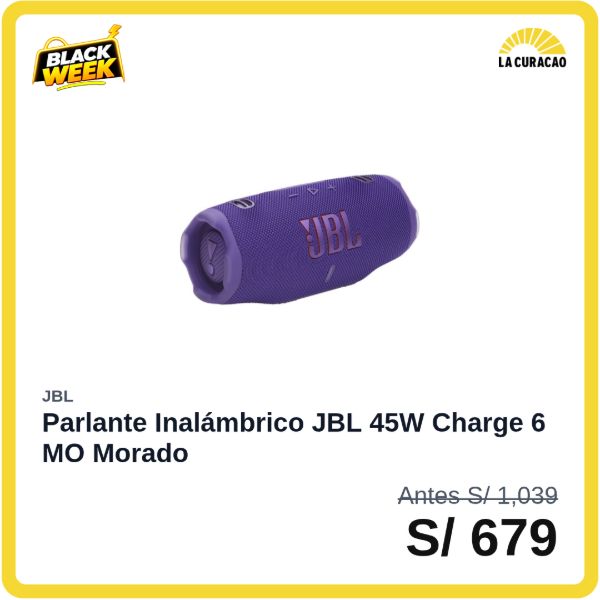 BLACK
WEEK
LA CURACAO
JBL
JBL
Parlante Inalámbrico JBL 45W Charge 6
MO Morado
Antes S/ 1,039
S/ 679